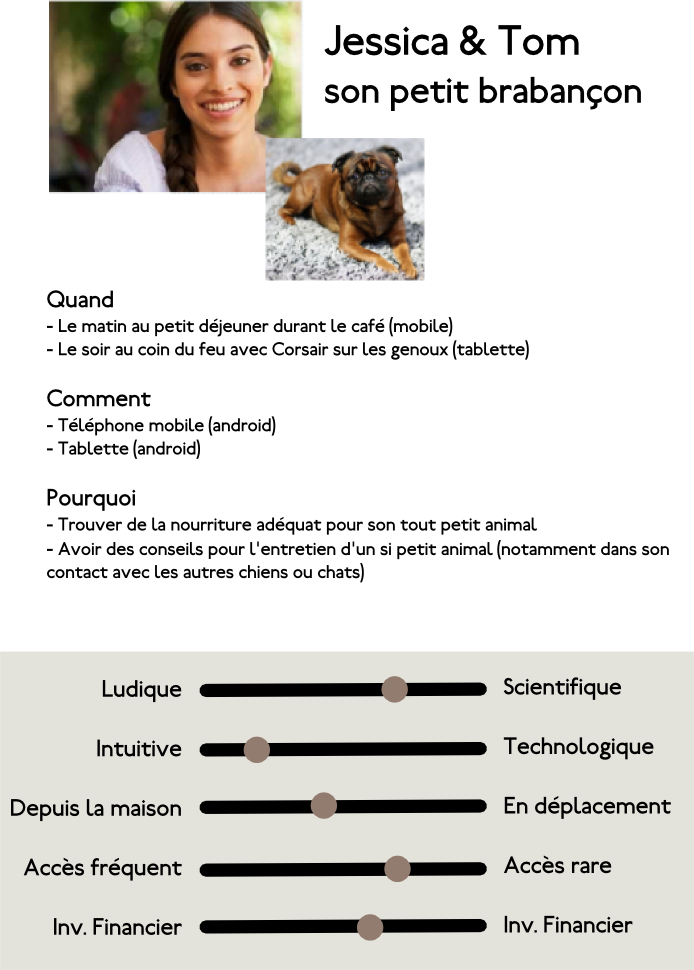 Jessica & Tom
son petit brabançon
Quand
- Le matin au petit déjeuner durant le café (mobile)
- Le soir au coin du feu avec Corsair sur les genoux (tablette)
Comment
- Téléphone mobile (android)
- Tablette (android)
Pourquoi
- Trouver de la nourriture adéquat pour son tout petit animal
- Avoir des conseils pour l'entretien d'un si petit animal (notamment dans son
contact avec les autres chiens ou chats)
Ludique Scientifique
Intuitive Technologique
Depuis la maison En déplacement
Accès fréquent Accès rare
Inv. Financier Inv. Financier